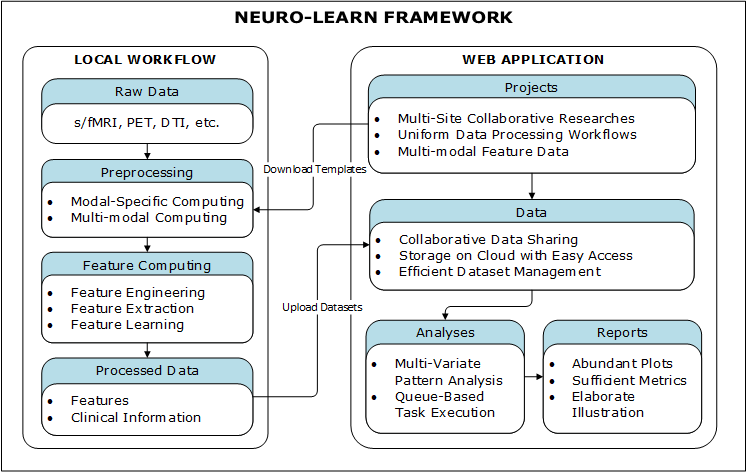 NEURO-LEARN FRAMEWORK
LOCAL WORKFLOW
Raw Data
s/fMRI, PET, DTI, etc.
Preprocessing
• Modal-Specific Computing
• Multi-modal Computing
Feature Computing
• Feature Engineering
• Feature Extraction
• Feature Learning
Processed Data
• Features
• Clinical Information
Download Templates
Upload Datasets
WEB APPLICATION
Projects
• Multi-Site Collaborative Researches
• Uniform Data Processing Workflows
• Multi-modal Feature Data
Data
• Collaborative Data Sharing
• Storage on Cloud with Easy Access
• Efficient Dataset Management
Analyses
• Multi-Variate
Pattern Analysis
• Queue-Based
Task Execution
Reports
• Abundant Plots
• Sufficient Metrics
• Elaborate
Illustration